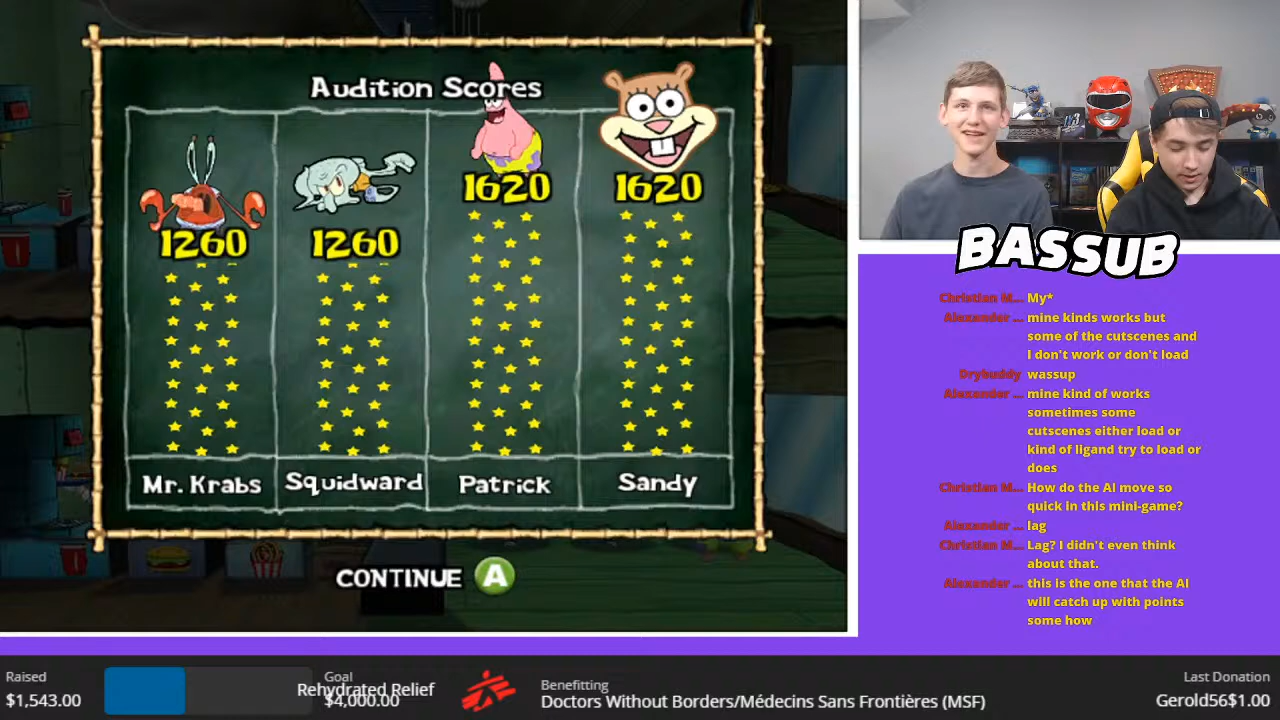 Audition Scores
1260
1260
1620
1620
Mr. Krabs
Squidward
Patrick
Sandy
CONTINUE A
BASSUB
Christian M... My*
Alexander ... mine kinds works but
some of the cutscenes and
I don't work or don't load
Drybuddy wassup
Alexander ... mine kind of works
sometimes some
cutscenes either load or
kind of ligand try to load or
does
Christian M... How do the AI move so
quick in this mini-game?
Alexander ... lag
Christian M... Lag? I didn't even think
about that.
Alexander ... this is the one that the AI
will catch up with points
some how
Raised
$1,543.00
Goal
$4,000.00
Rehydrated Relief
Benefitting
Doctors Without Borders/Médecins Sans Frontières (MSF)
Last Donation
Gerold56$1.00